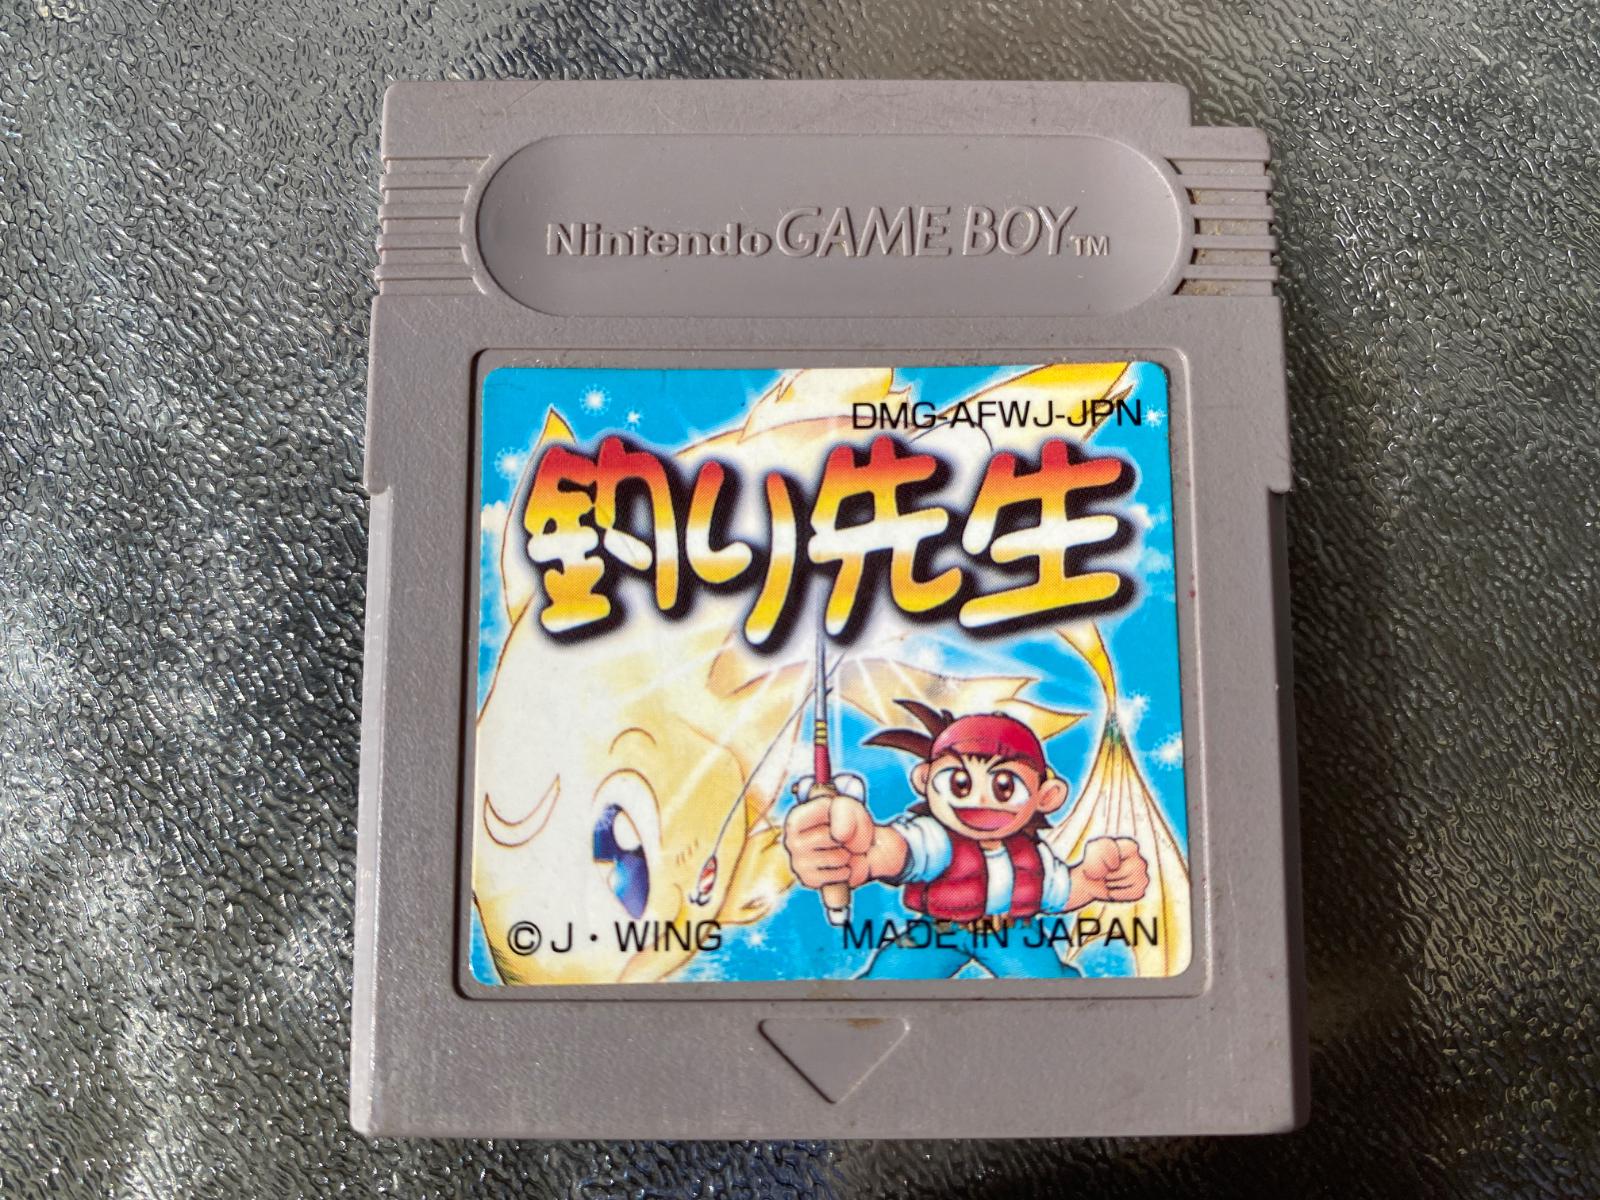 Nintendo GAME BOY TM
DMG-AFWJ-JPN
釣り先生
© J・WING
MADE IN JAPAN